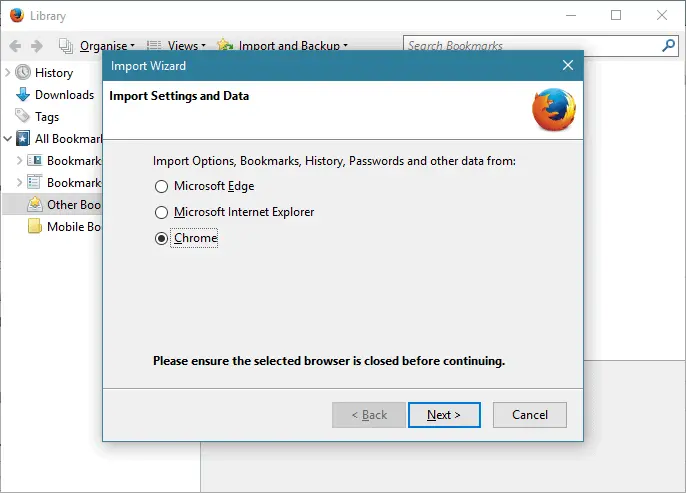 Library
Organise Views Import and Backup Search Bookmarks
History
Downloads
Tags
All Bookmark
Bookmark
Bookmark
Other Boo
Mobile Bo
Import Wizard
Import Settings and Data
Import Options, Bookmarks, History, Passwords and other data from:
Microsoft Edge
Microsoft Internet Explorer
Chrome
Please ensure the selected browser is closed before continuing.
< Back Next > Cancel